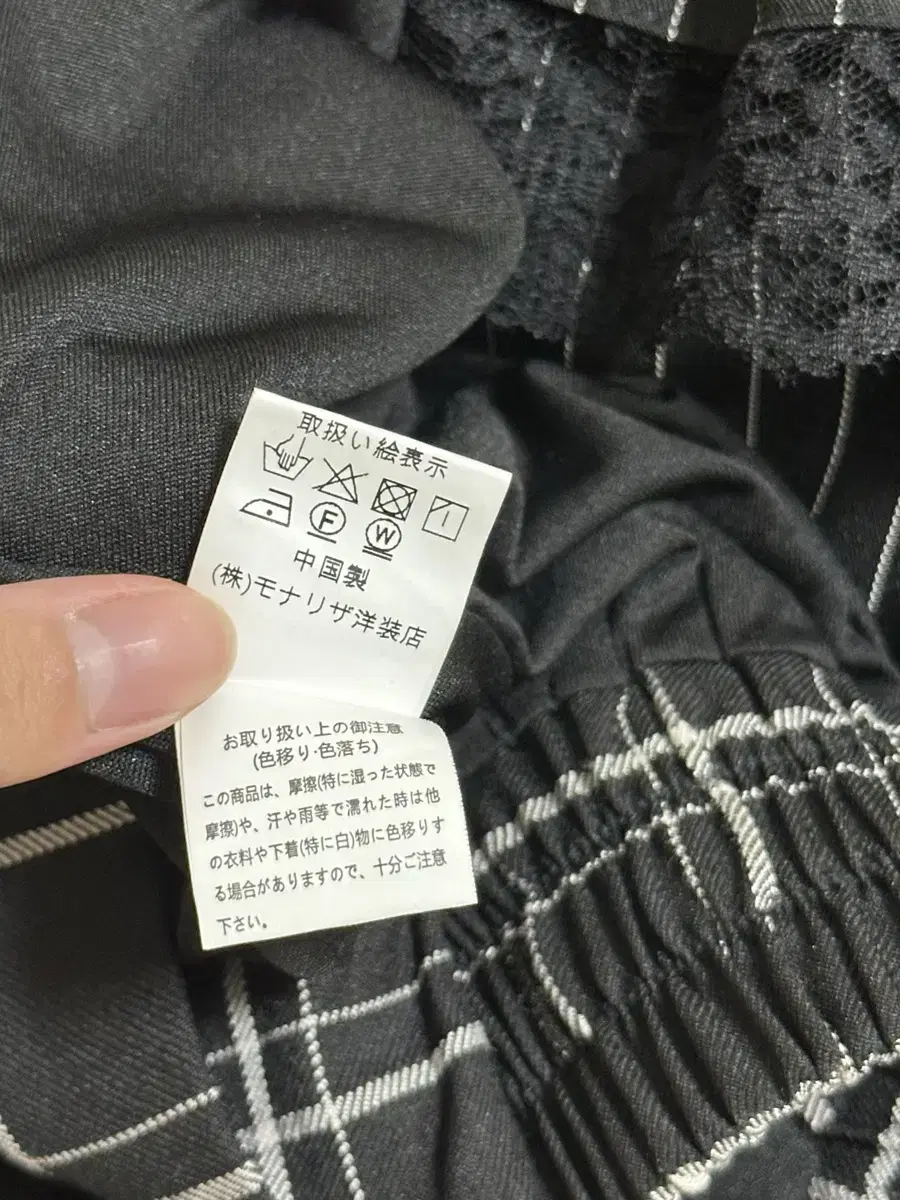 取扱い絵表示
F W
中国製
(株)モナリザ洋装店
お取り扱い上の御注意
(色移り·色落ち)
この商品は、摩擦(特に湿った状態で
摩擦)や、汗や雨等で濡れた時は他
の衣料や下着(特に白)物に色移りす
る場合がありますので、十分ご注意
下さい。